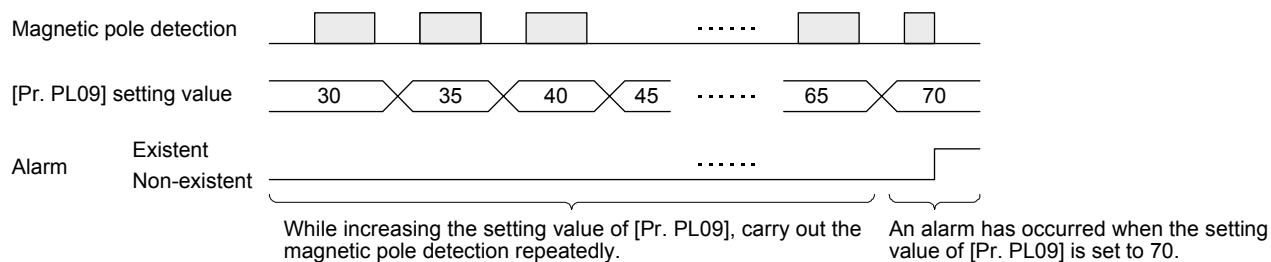 Magnetic pole detection
[Pr. PL09] setting value 30 35 40 45 ...... 65 70
Alarm
Existent
Non-existent
While increasing the setting value of [Pr. PL09], carry out the
magnetic pole detection repeatedly.
An alarm has occurred when the setting
value of [Pr. PL09] is set to 70.